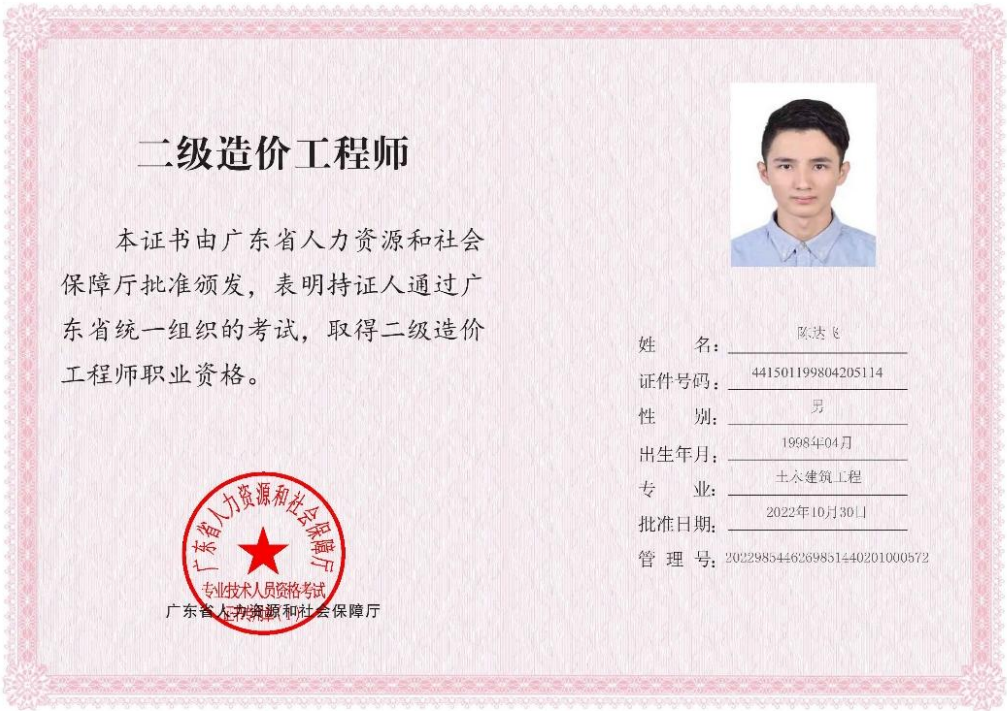 二级造价工程师
本证书由广东省人力资源和社会
保障厅批准颁发，表明持证人通过广
东省统一组织的考试，取得二级造价
工程师职业资格。
广东省人力资源和社会保障厅
专业技术人员资格考试
广东省人力资源和社会保障厅
姓名：陈达飞
证件号码：441501199804205114
性别：男
出生年月：1998年04月
专业：土木建筑工程
批准日期：2022年10月30日
管理号：2022985446269851440201000572